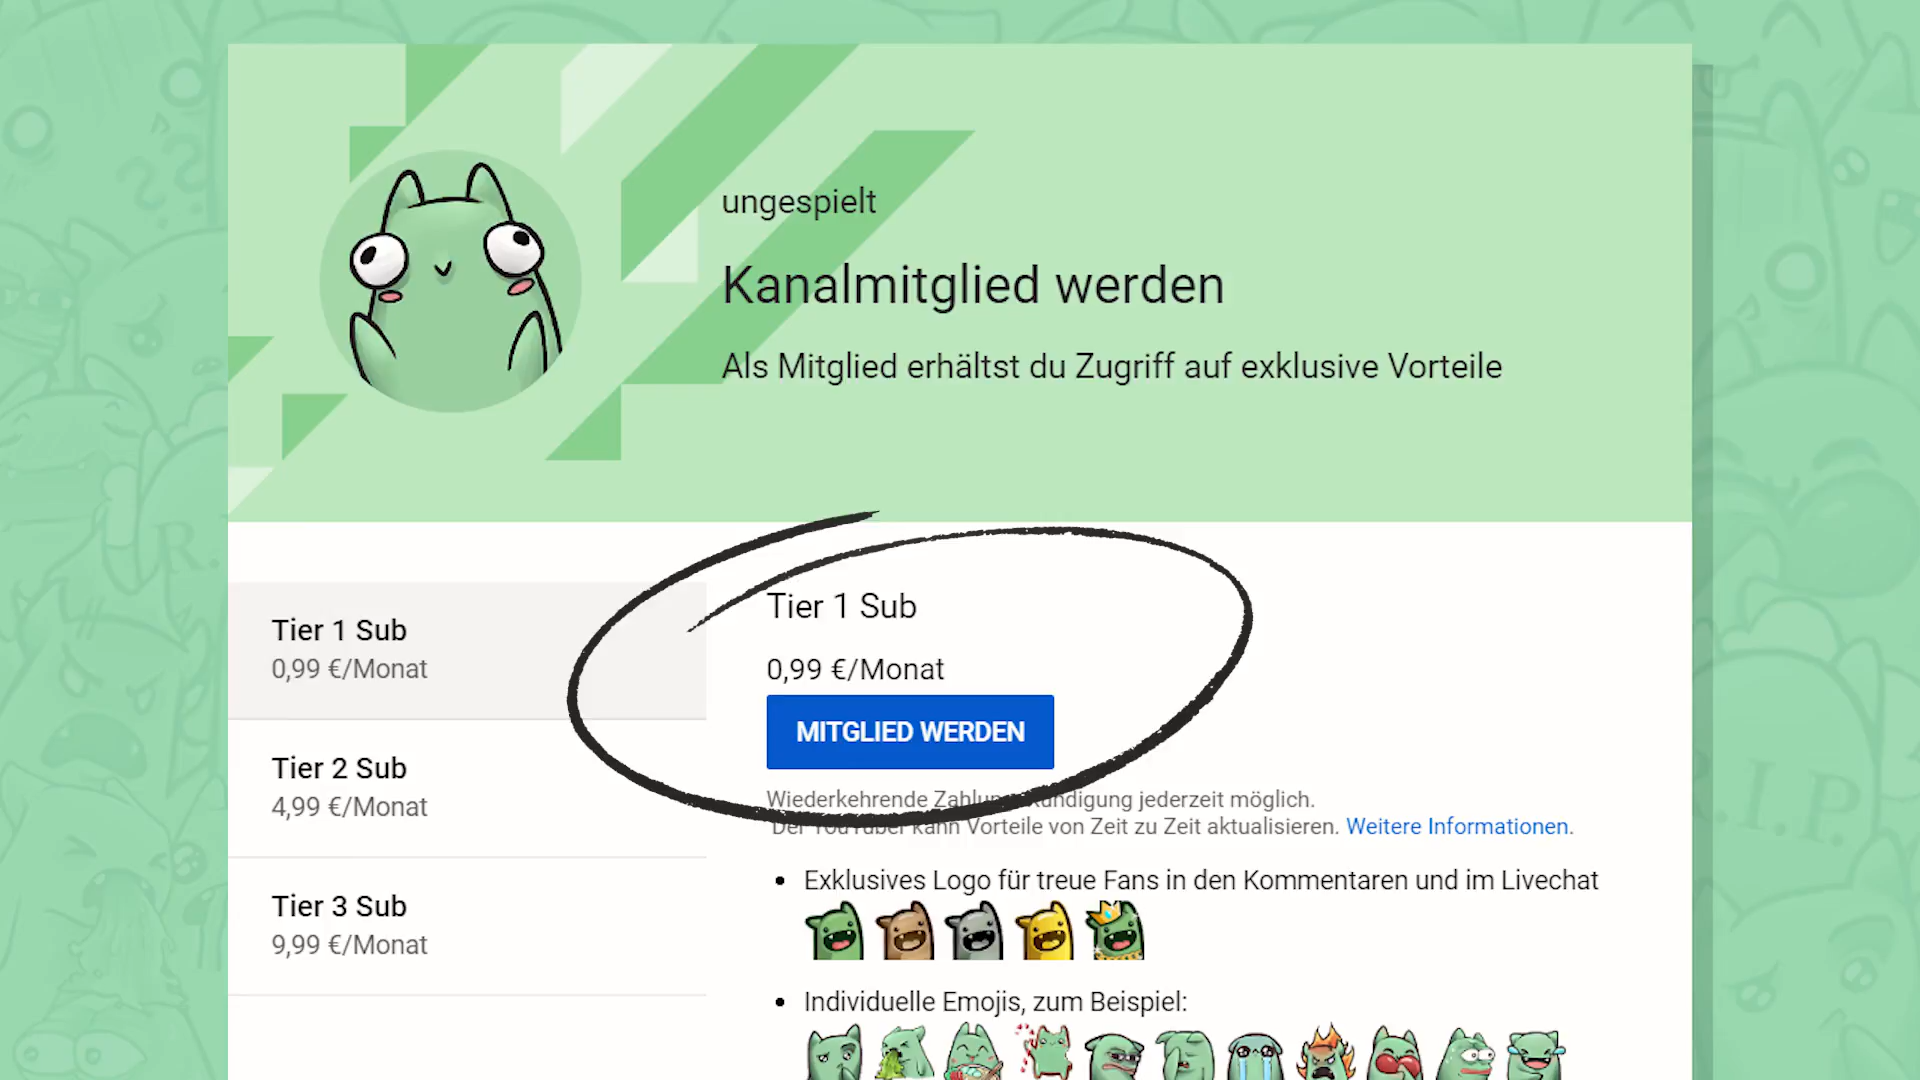 ungespielt
Kanalmitglied werden
Als Mitglied erhältst du Zugriff auf exklusive Vorteile
Tier 1 Sub
0,99 €/Monat
Tier 2 Sub
4,99 €/Monat
Tier 3 Sub
9,99 €/Monat
Tier 1 Sub
0,99 €/Monat
MITGLIED WERDEN
Wiederkehrende Zahlung. Kündigung jederzeit möglich.
Der YouTuber kann Vorteile von Zeit zu Zeit aktualisieren. Weitere Informationen.
• Exklusives Logo für treue Fans in den Kommentaren und im Livechat
• Individuelle Emojis, zum Beispiel:
??
R.
R.I.P.